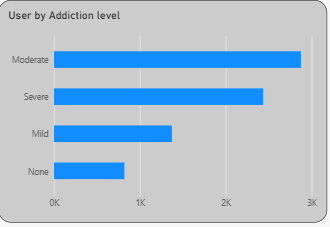 User by Addiction level
Moderate
Severe
Mild
None
0K 1K 2K 3K